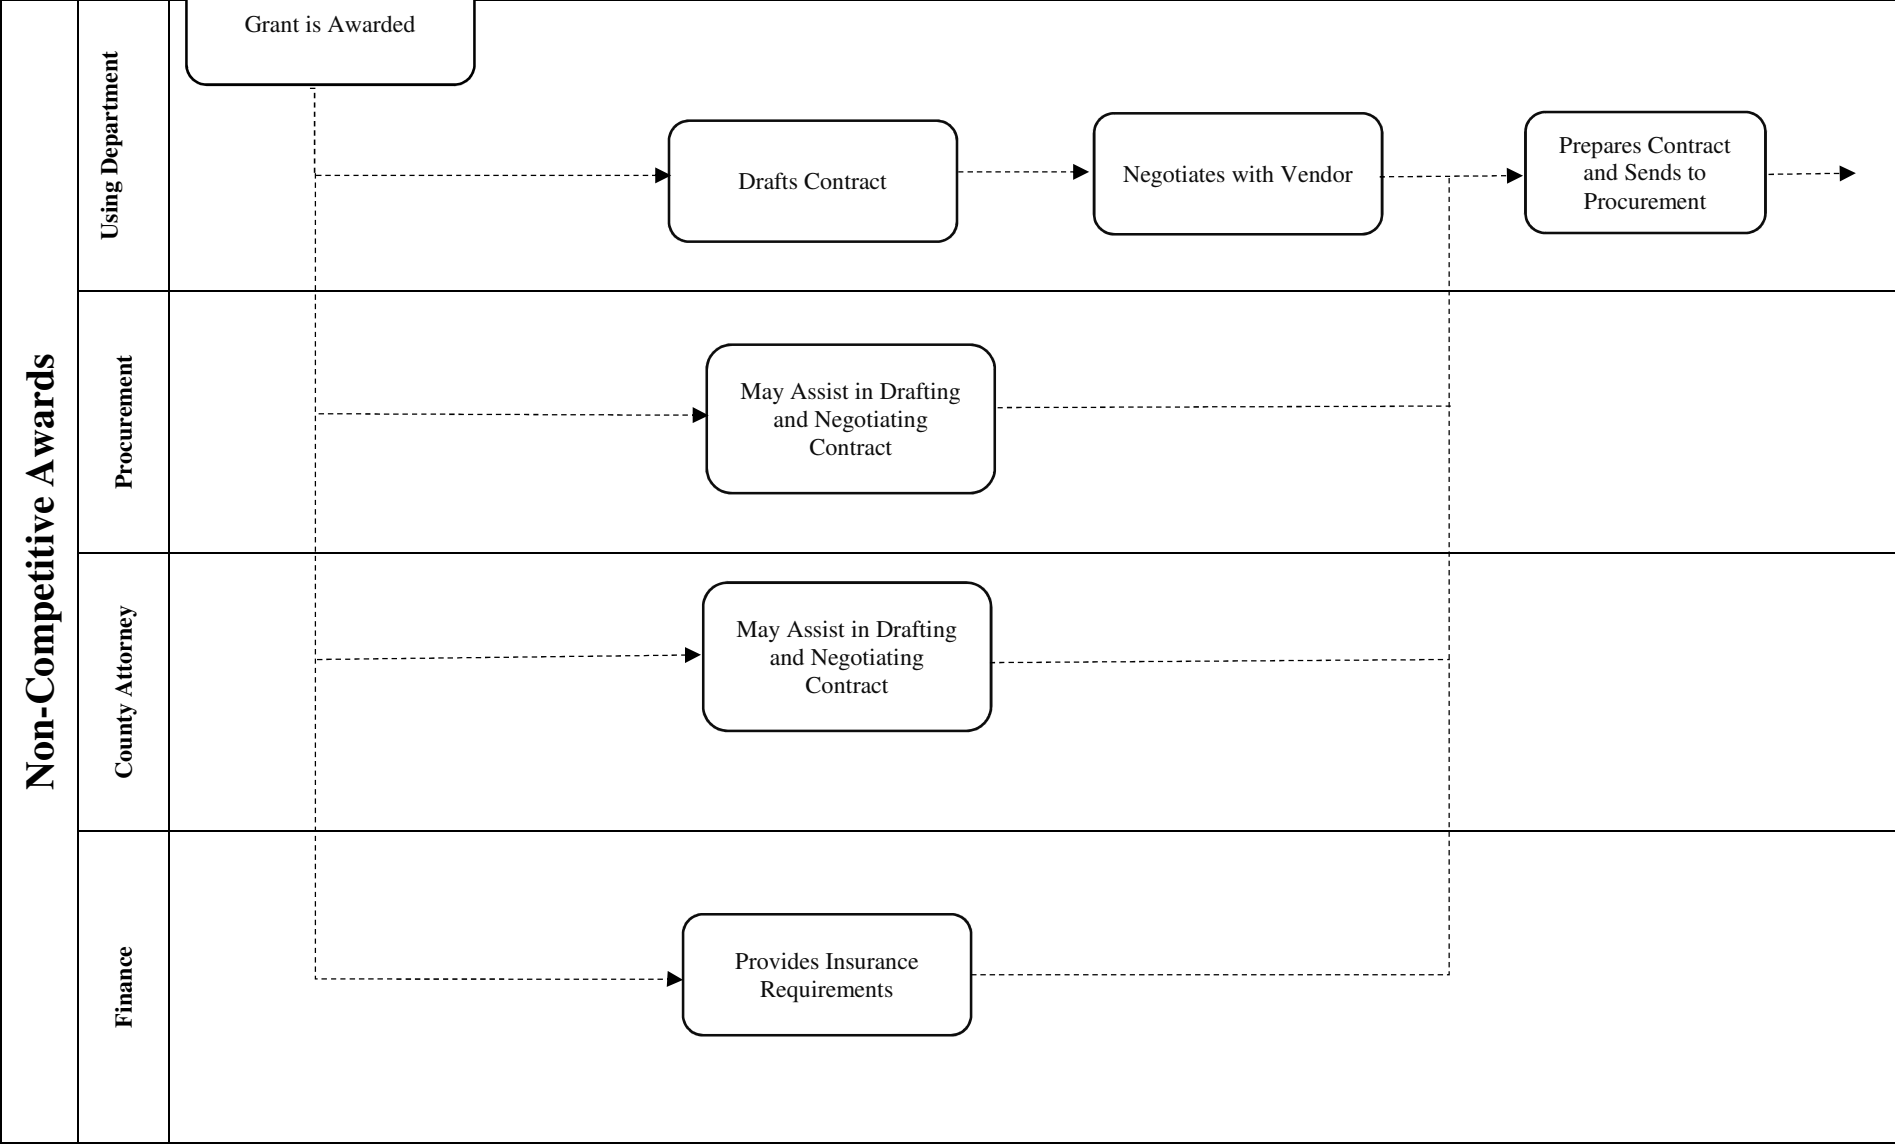 Non-Competitive Awards
Using Department
Grant is Awarded
Drafts Contract
Negotiates with Vendor
Prepares Contract
and Sends to
Procurement
Procurement
May Assist in Drafting
and Negotiating
Contract
County Attorney
May Assist in Drafting
and Negotiating
Contract
Finance
Provides Insurance
Requirements